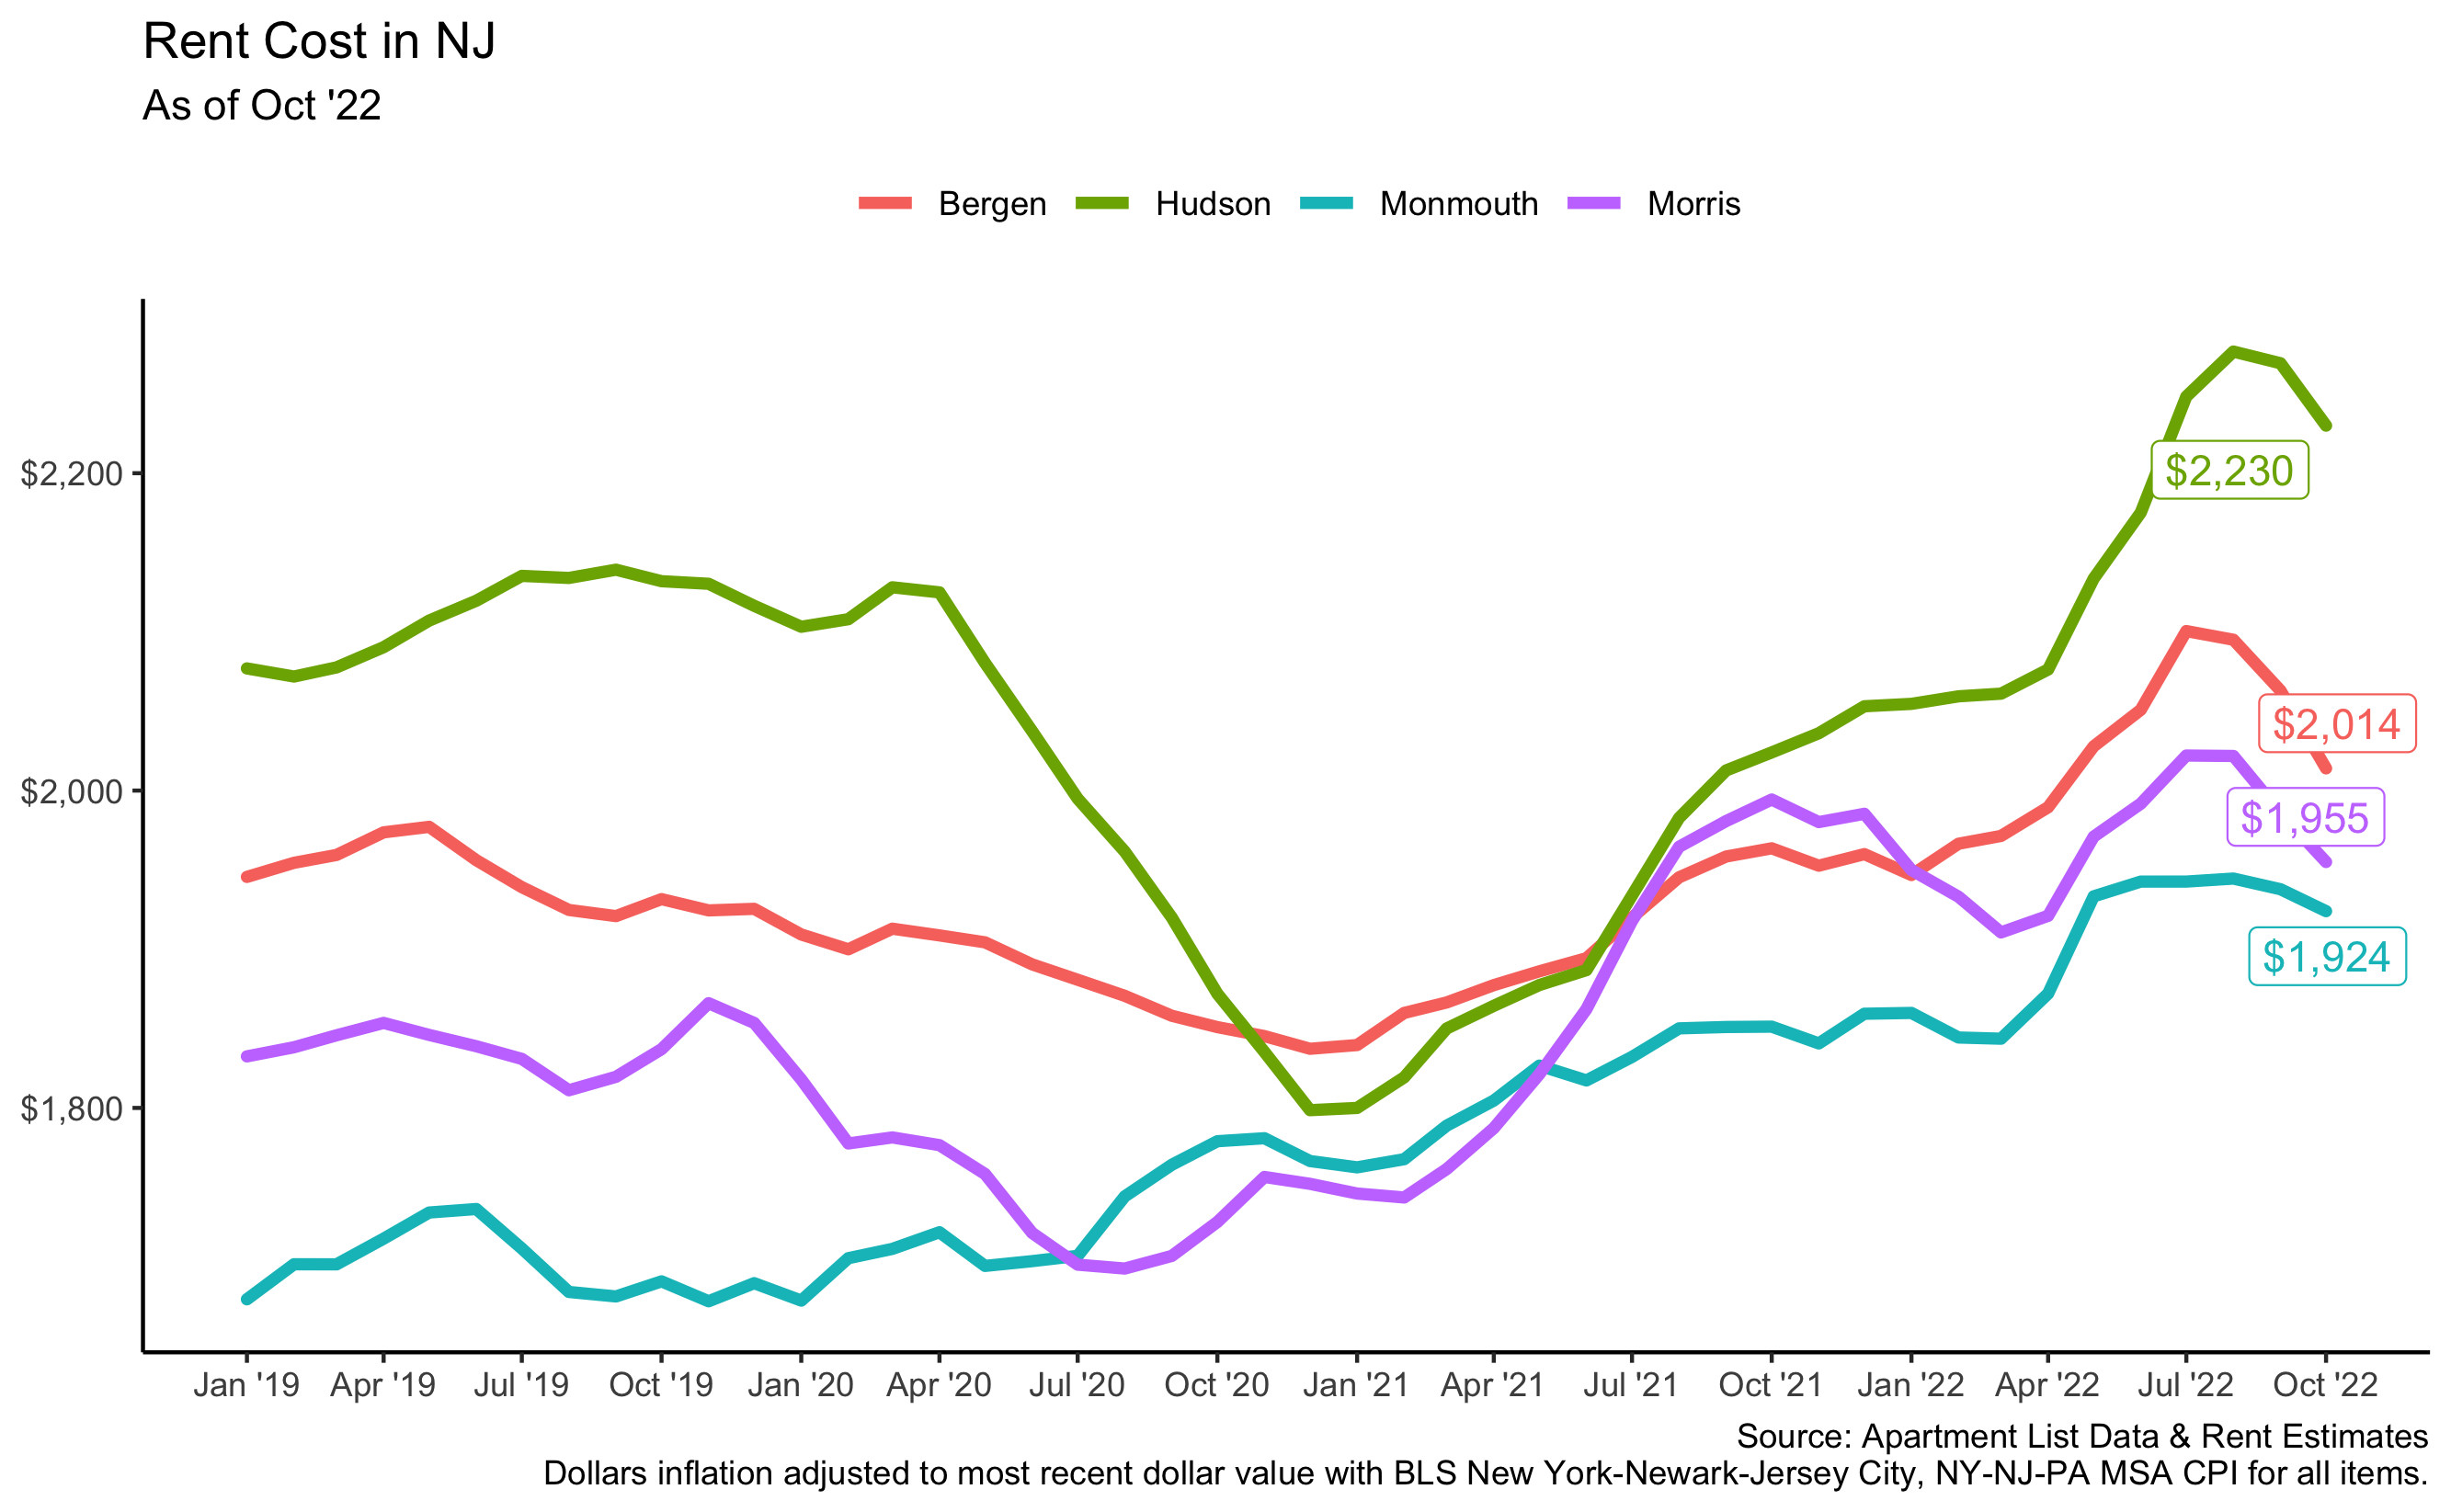 Rent Cost in NJ
As of Oct '22
Bergen Hudson Monmouth Morris
$2,200
$2,000
$1,800
$2,230
$2,014
$1,955
$1,924
Jan '19 Apr '19 Jul '19 Oct '19 Jan '20 Apr '20 Jul '20 Oct '20 Jan '21 Apr '21 Jul '21 Oct '21 Jan '22 Apr '22 Jul '22 Oct '22
Source: Apartment List Data & Rent Estimates
Dollars inflation adjusted to most recent dollar value with BLS New York-Newark-Jersey City, NY-NJ-PA MSA CPI for all items.